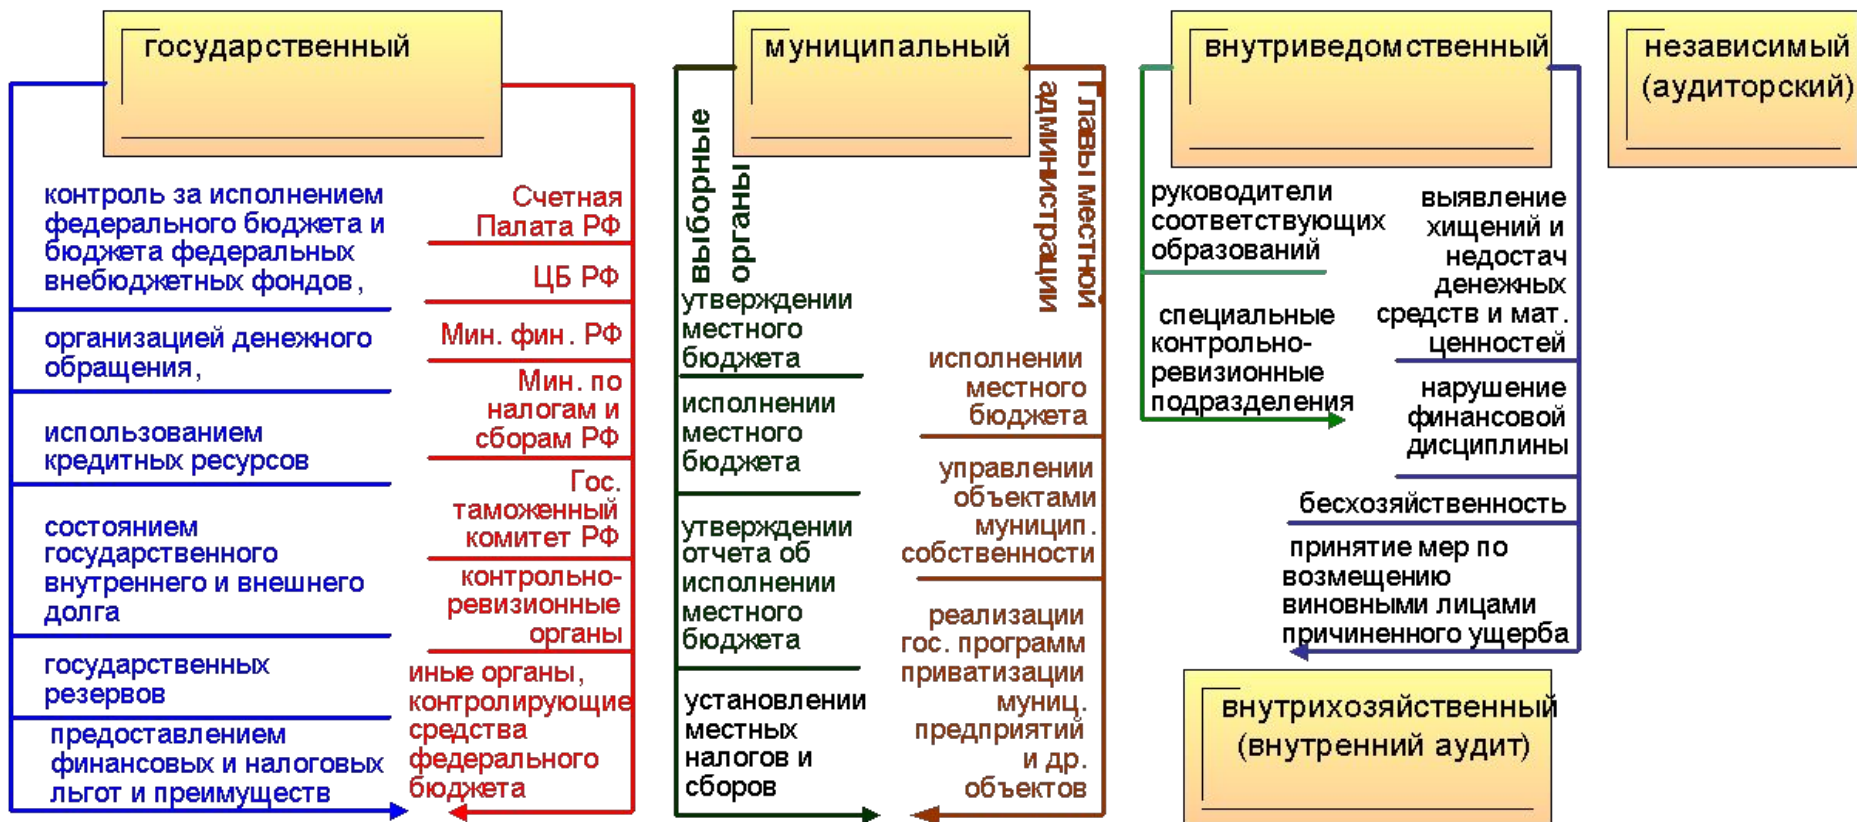 государственный
контроль за исполнением
федерального бюджета и
бюджета федеральных
внебюджетных фондов,
организацией денежного
обращения,
использованием
кредитных ресурсов
состоянием
государственного
внутреннего и внешнего
долга
государственных
резервов
предоставлением
финансовых и налоговых
льгот и преимуществ
Счетная
Палата РФ
ЦБ РФ
Мин. фин. РФ
Мин. по
налогам и
сборам РФ
Гос.
таможенный
комитет РФ
контрольно-
ревизионные
органы
иные органы,
контролирующие
средства
федерального
бюджета
муниципальный
выборные
органы
утверждении
местного
бюджета
исполнении
местного
бюджета
утверждении
отчета об
исполнении
местного
бюджета
установлении
местных
налогов и
сборов
Главы местной
администрации
исполнении
местного
бюджета
управлении
объектами
муницип.
собственности
реализации
гос. программ
приватизации
муниц.
предприятий
и др.
объектов
внутриведомственный
руководители
соответствующих
образований
специальные
контрольно-
ревизионные
подразделения
выявление
хищений и
недостач
денежных
средств и мат.
ценностей
нарушение
финансовой
дисциплины
бесхозяйственность
принятие мер по
возмещению
виновными лицами
причиненного ущерба
внутрихозяйственный
(внутренний аудит)
независимый
(аудиторский)